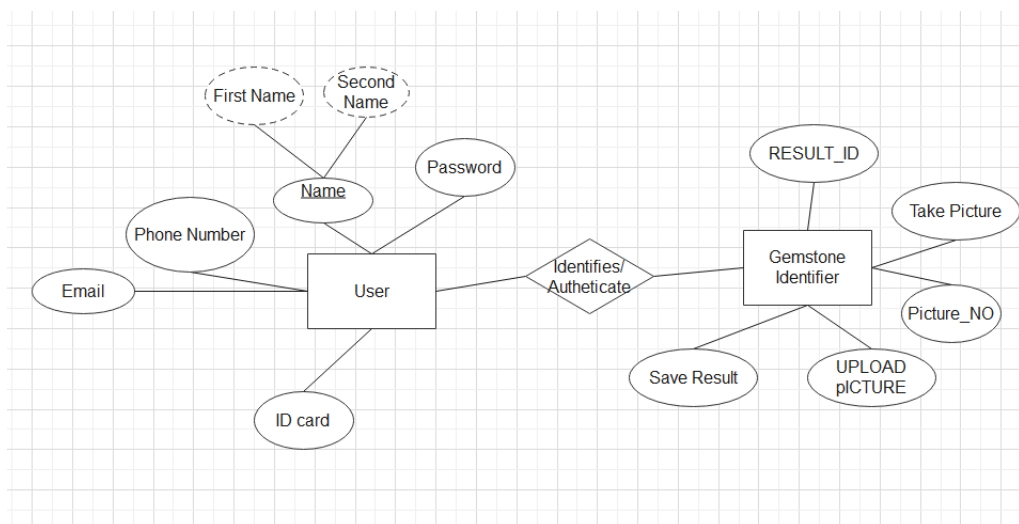 First Name
Second
Name
Name
Password
Phone Number
Email
User
ID card
Identifies/
Autheticate
RESULT_ID
Take Picture
Gemstone
Identifier
Picture_NO
Save Result
UPLOAD
pICTURE